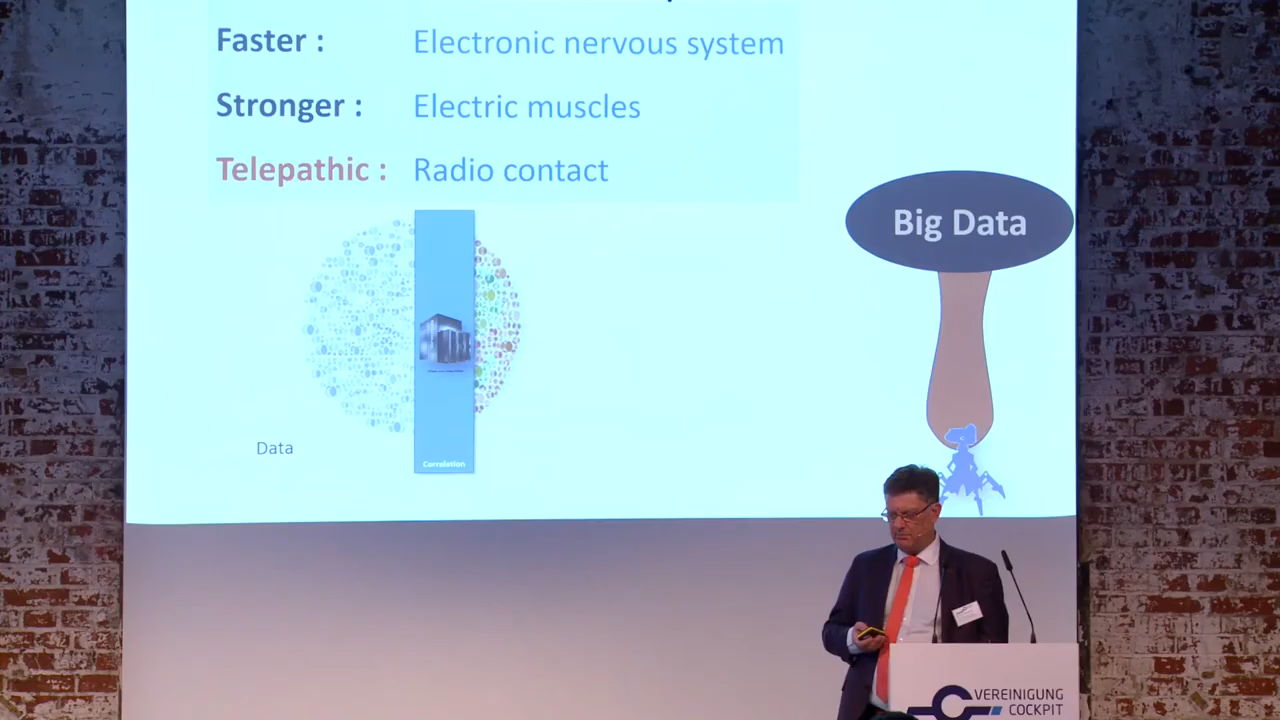 Faster : Electronic nervous system
Stronger : Electric muscles
Telepathic : Radio contact
Big Data
Data
Correlation
VEREINIGUNG
COCKPIT